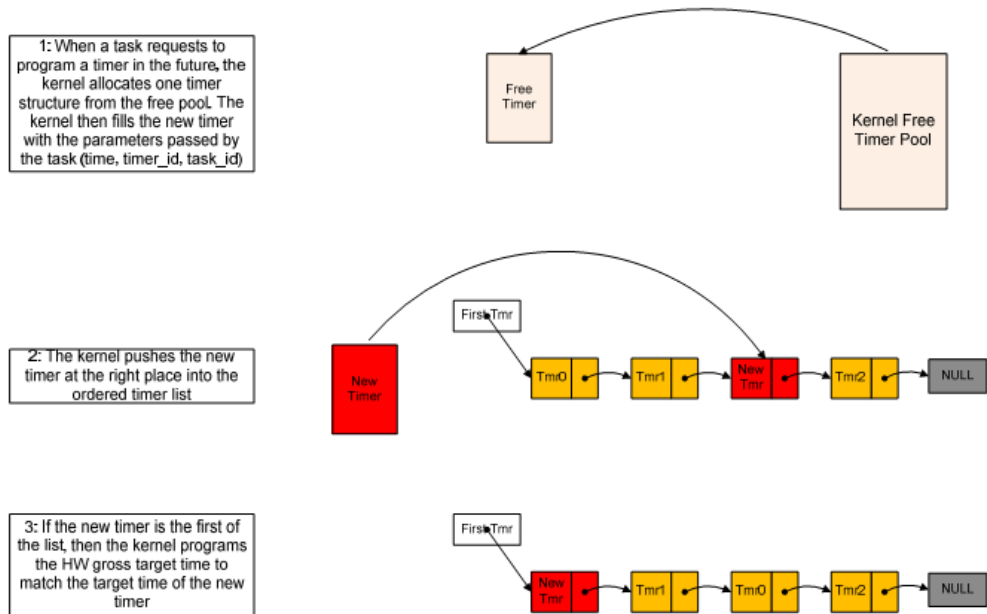 1: When a task requests to
program a timer in the future, the
kernel allocates one timer
structure from the free pool. The
kernel then fills the new timer
with the parameters passed by
the task (time, timer_id, task_id)
Free
Timer
Kernel Free
Timer Pool
2: The kernel pushes the new
timer at the right place into the
ordered timer list
New
Timer
First Tmr
Tmr0
Tmr1
New
Tmr
Tmr2
NULL
3: If the new timer is the first of
the list, then the kernel programs
the HW gross target time to
match the target time of the new
timer
First Tmr
New
Tmr
Tmr1
Tmr0
Tmr2
NULL